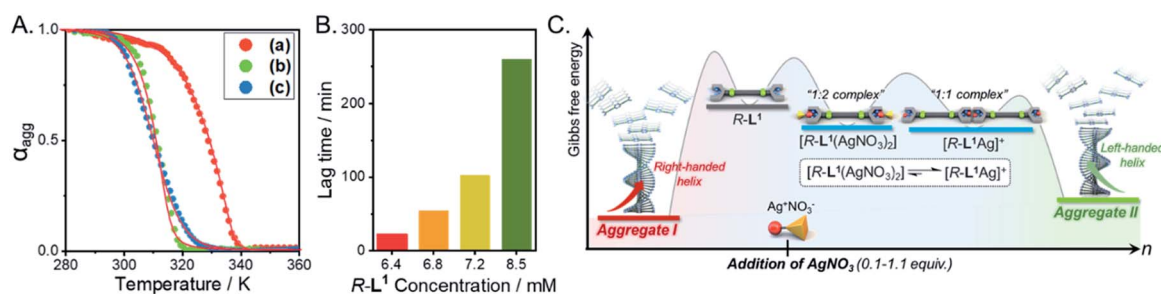 A.
1.0
0.5
0.0
α_agg
280 300 320 340 360
Temperature / K
(a)
(b)
(c)
B.
300
200
100
0
Lag time / min
6.4 6.8 7.2 8.5
R-L¹ Concentration / mM
C.
Gibbs free energy
Right-handed
helix
Aggregate I
R-L¹
"1:2 complex"
[R-L¹(AgNO₃)₂]
"1:1 complex"
[R-L¹Ag]⁺
[R-L¹(AgNO₃)₂] ⇌ [R-L¹Ag]⁺
Ag⁺NO₃⁻
Addition of AgNO₃ (0.1-1.1 equiv.)
Left-handed
helix
Aggregate II
n